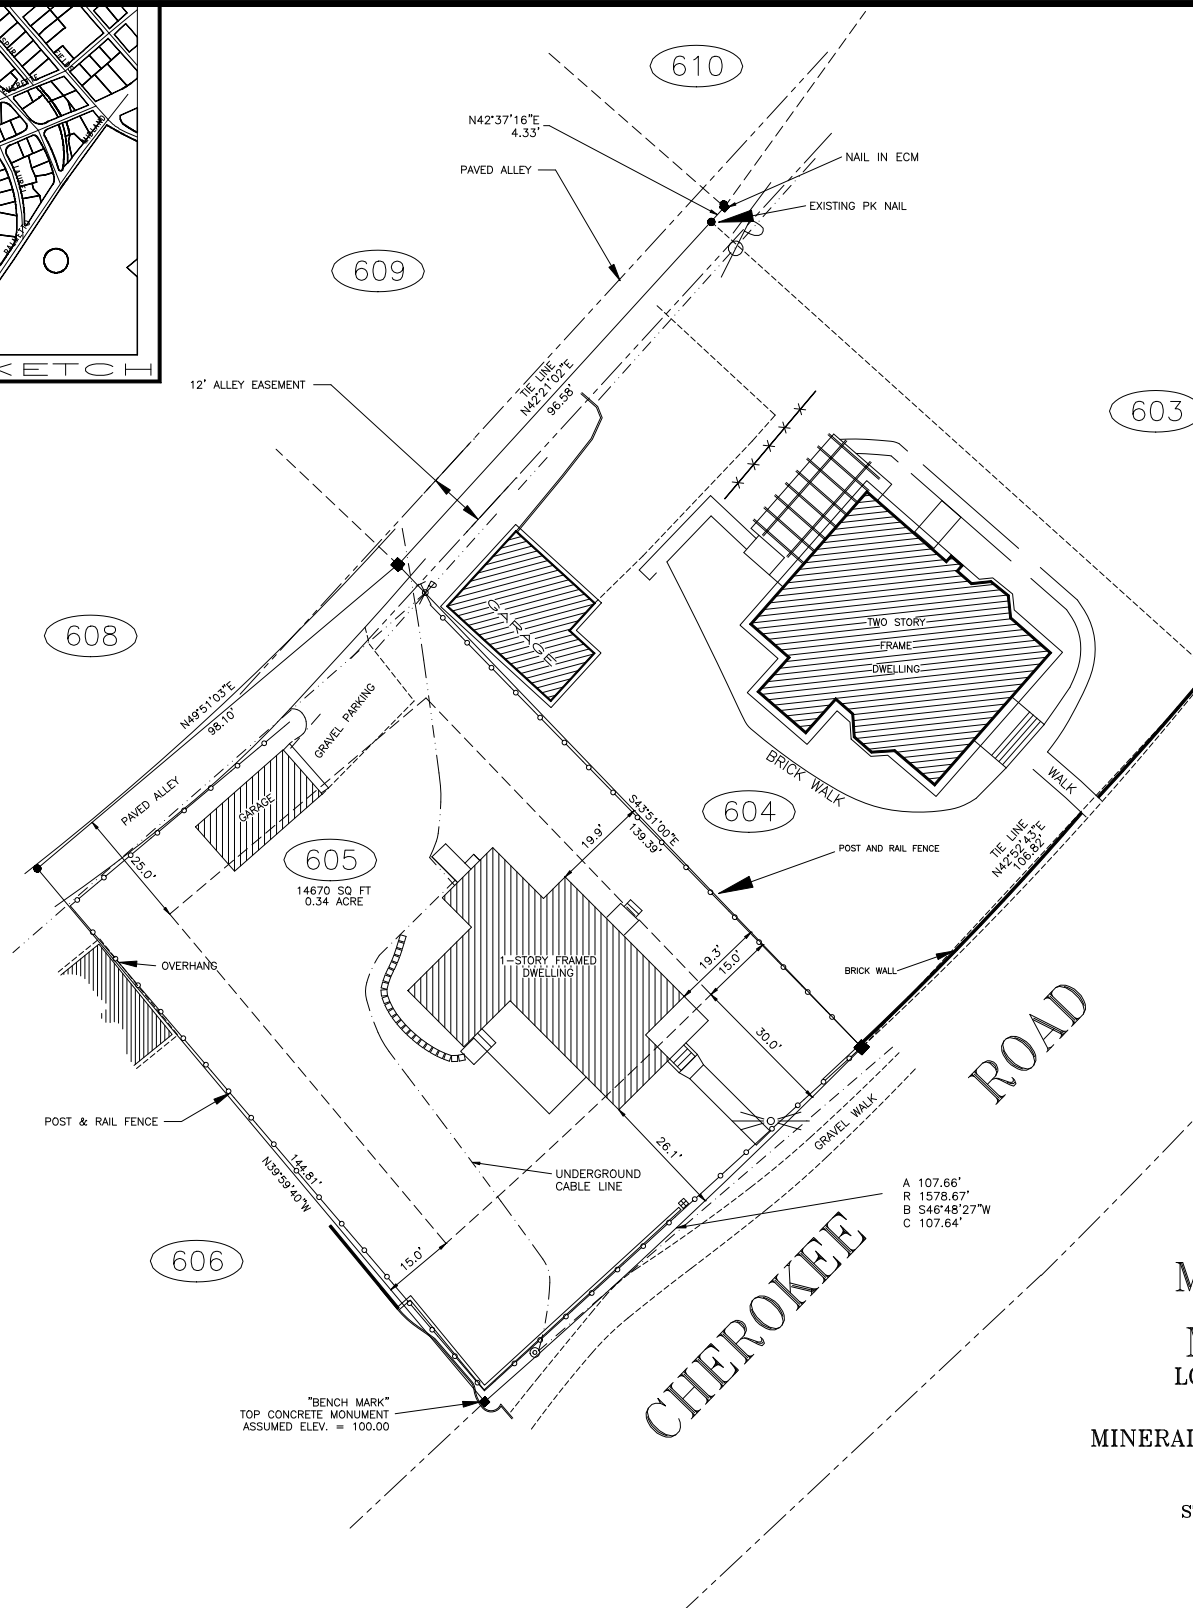 610
N42°37'16"E
4.33'
PAVED ALLEY
NAIL IN ECM
EXISTING PK NAIL
609
603
KETCH
12' ALLEY EASEMENT
TIE LINE
N42°21'02"E
96.58'
608
GARAGE
TWO STORY
FRAME
DWELLING
N49°51'03"E
98.10'
GRAVEL PARKING
PAVED ALLEY
GARAGE
BRICK WALK
WALK
604
S43°51'00"E
139.39'
19.9'
POST AND RAIL FENCE
TIE LINE
N42°52'43"E
106.82'
605
14670 SQ FT
0.34 ACRE
25.0'
OVERHANG
1-STORY FRAMED
DWELLING
19.3'
15.0'
BRICK WALL
30.0'
ROAD
POST & RAIL FENCE
GRAVEL WALK
26.1'
144.81'
N39°59'40"W
UNDERGROUND
CABLE LINE
A 107.66'
R 1578.67'
B S46°48'27"W
C 107.64'
606
15.0'
CHEROKEE
"BENCH MARK"
TOP CONCRETE MONUMENT
ASSUMED ELEV. = 100.00
M
LO
MINERAL
S